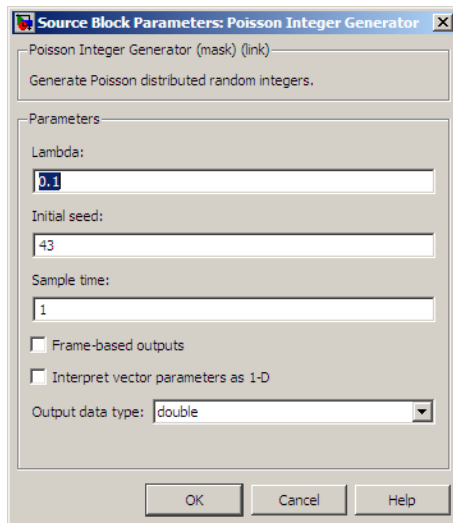 Source Block Parameters: Poisson Integer Generator
Poisson Integer Generator (mask) (link)
Generate Poisson distributed random integers.
Parameters
Lambda:
0.1
Initial seed:
43
Sample time:
1
Frame-based outputs
Interpret vector parameters as 1-D
Output data type: double
OK Cancel Help